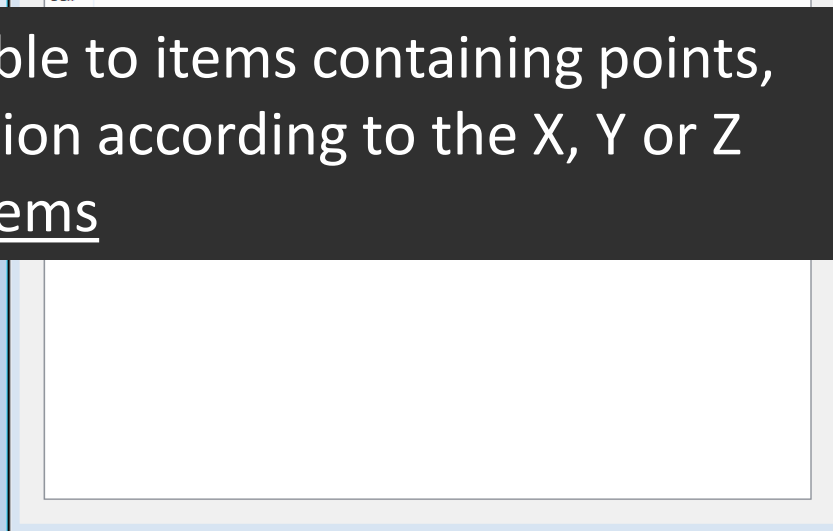 ble to items containing points,
ion according to the X, Y or Z
ems